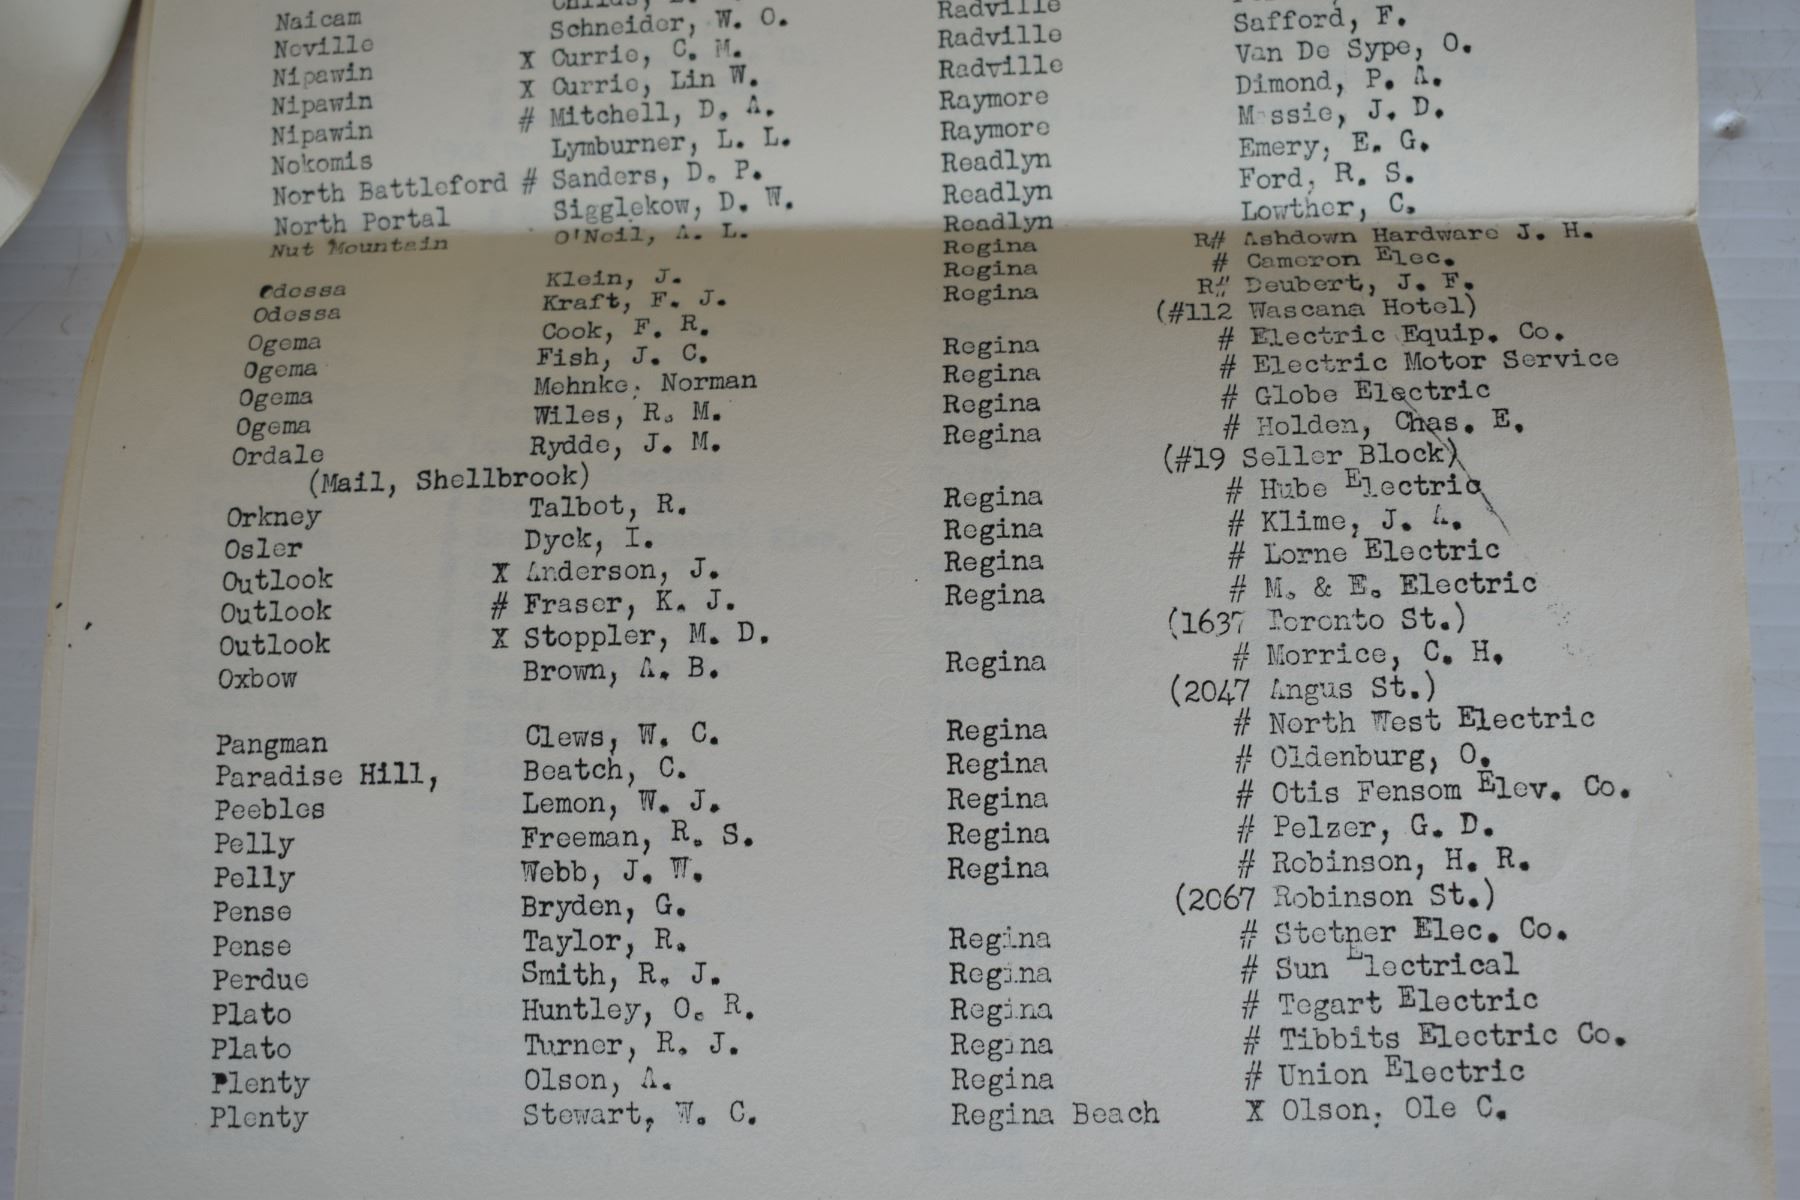 Naicam
Neville Schneider, W. O.
Nipawin X Currie, C. M.
Nipawin X Currie, Lin W.
Nipawin # Mitchell, D. A.
Nokomis Lymburner, L. L.
North Battleford # Sanders, D. P.
North Portal Sigglekow, D. W.
Nut Mountain O'Neil, A. L.
Odessa Klein, J.
Odessa Kraft, F. J.
Ogema Cook, F. R.
Ogema Fish, J. C.
Ogema Mehnke, Norman
Ogema Wiles, R. M.
Ordale Rydde, J. M.
(Mail, Shellbrook)
Orkney Talbot, R.
Osler Dyck, I.
Outlook X Anderson, J.
Outlook # Fraser, K. J.
Outlook X Stoppler, M. D.
Oxbow Brown, A. B.
Pangman Clews, W. C.
Paradise Hill, Beatch, C.
Peebles Lemon, W. J.
Pelly Freeman, R. S.
Pelly Webb, J. W.
Pense Bryden, G.
Pense Taylor, R.
Perdue Smith, R. J.
Plato Huntley, O. R.
Plato Turner, R. J.
Plenty Olson, A.
Plenty Stewart, W. C.
Radville
Radville Safford, F.
Radville Van De Sype, O.
Raymore Dimond, P. A.
Raymore Massie, J. D.
Readlyn Emery, E. G.
Readlyn Ford, R. S.
Readlyn Lowther, C.
Regina R# Ashdown Hardware J. H.
Regina # Cameron Elec.
Regina R# Deubert, J. F.
(#112 Wascana Hotel)
Regina # Electric Equip. Co.
Regina # Electric Motor Service
Regina # Globe Electric
Regina # Holden, Chas. E.
(#19 Seller Block)
Regina # Hube Electric
Regina # Klime, J. A.
Regina # Lorne Electric
Regina # M. & E. Electric
(1637 Toronto St.)
Regina # Morrice, C. H.
(2047 Angus St.)
Regina # North West Electric
Regina # Oldenburg, O.
Regina # Otis Fensom Elev. Co.
Regina # Pelzer, G. D.
Regina # Robinson, H. R.
(2067 Robinson St.)
Regina # Stetner Elec. Co.
Regina # Sun Electrical
Regina # Tegart Electric
Regina # Tibbits Electric Co.
Regina # Union Electric
Regina Beach X Olson, Ole C.